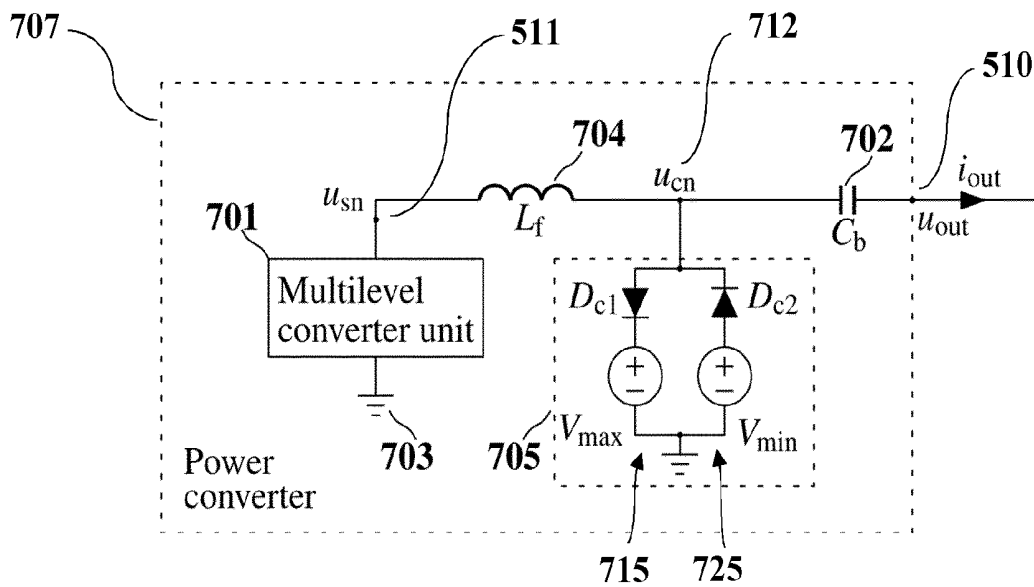 707
511
712
510
704
702
u_sn
u_cn
i_out
701
L_f
C_b
u_out
Multilevel
converter unit
D_c1
D_c2
+
+
−
−
703
705
V_max
V_min
Power
converter
715
725